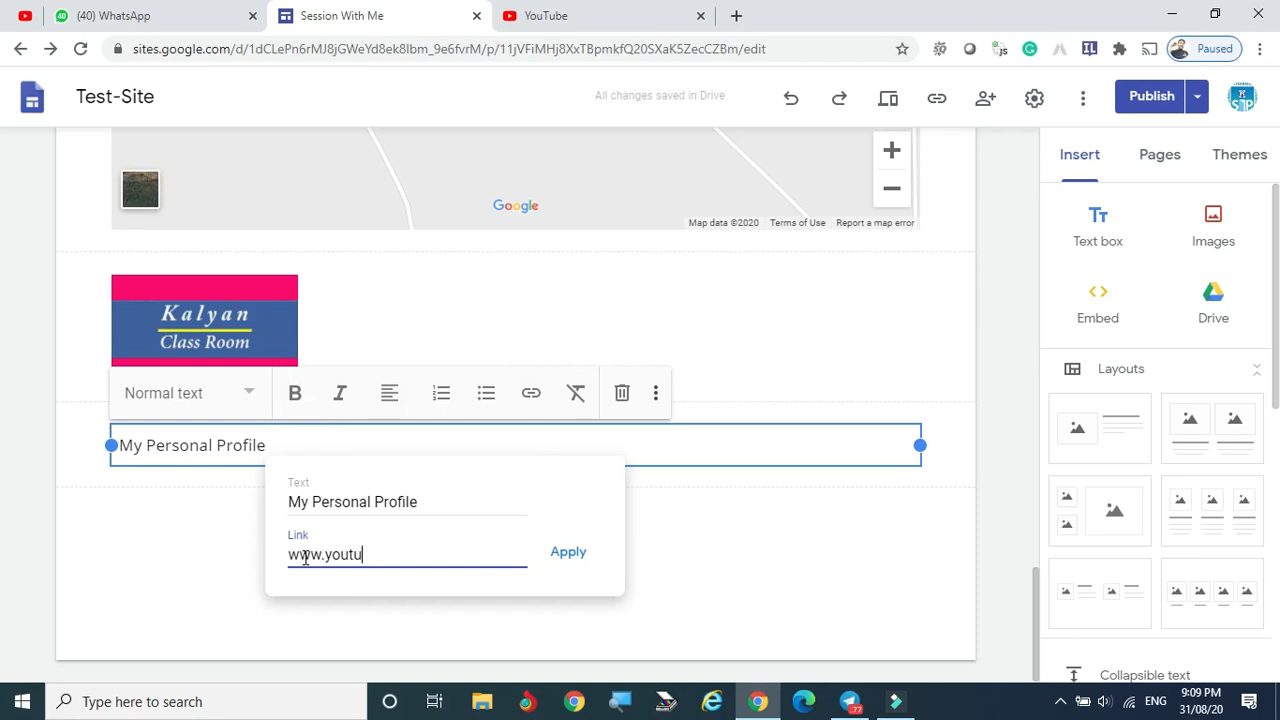 (40) WhatsApp
Session With Me
YouTube
sites.google.com/d/1dCLePn6rMJ8jGWeYd8ek8lbm_9e6fvrM/p/11jVFiMHj8XxTBpmkfQ20SXaK5ZecCZBm/edit
Paused
Test-Site
All changes saved in Drive
Publish
Insert
Pages
Themes
Google
Map data ©2020
Terms of Use
Report a map error
Text box
Images
Embed
Drive
Kalyan
Class Room
Normal text
Layouts
My Personal Profile
Text
My Personal Profile
Link
www.youtu
Apply
Collapsible text
Type here to search
77
ENG
9:09 PM
31/08/20